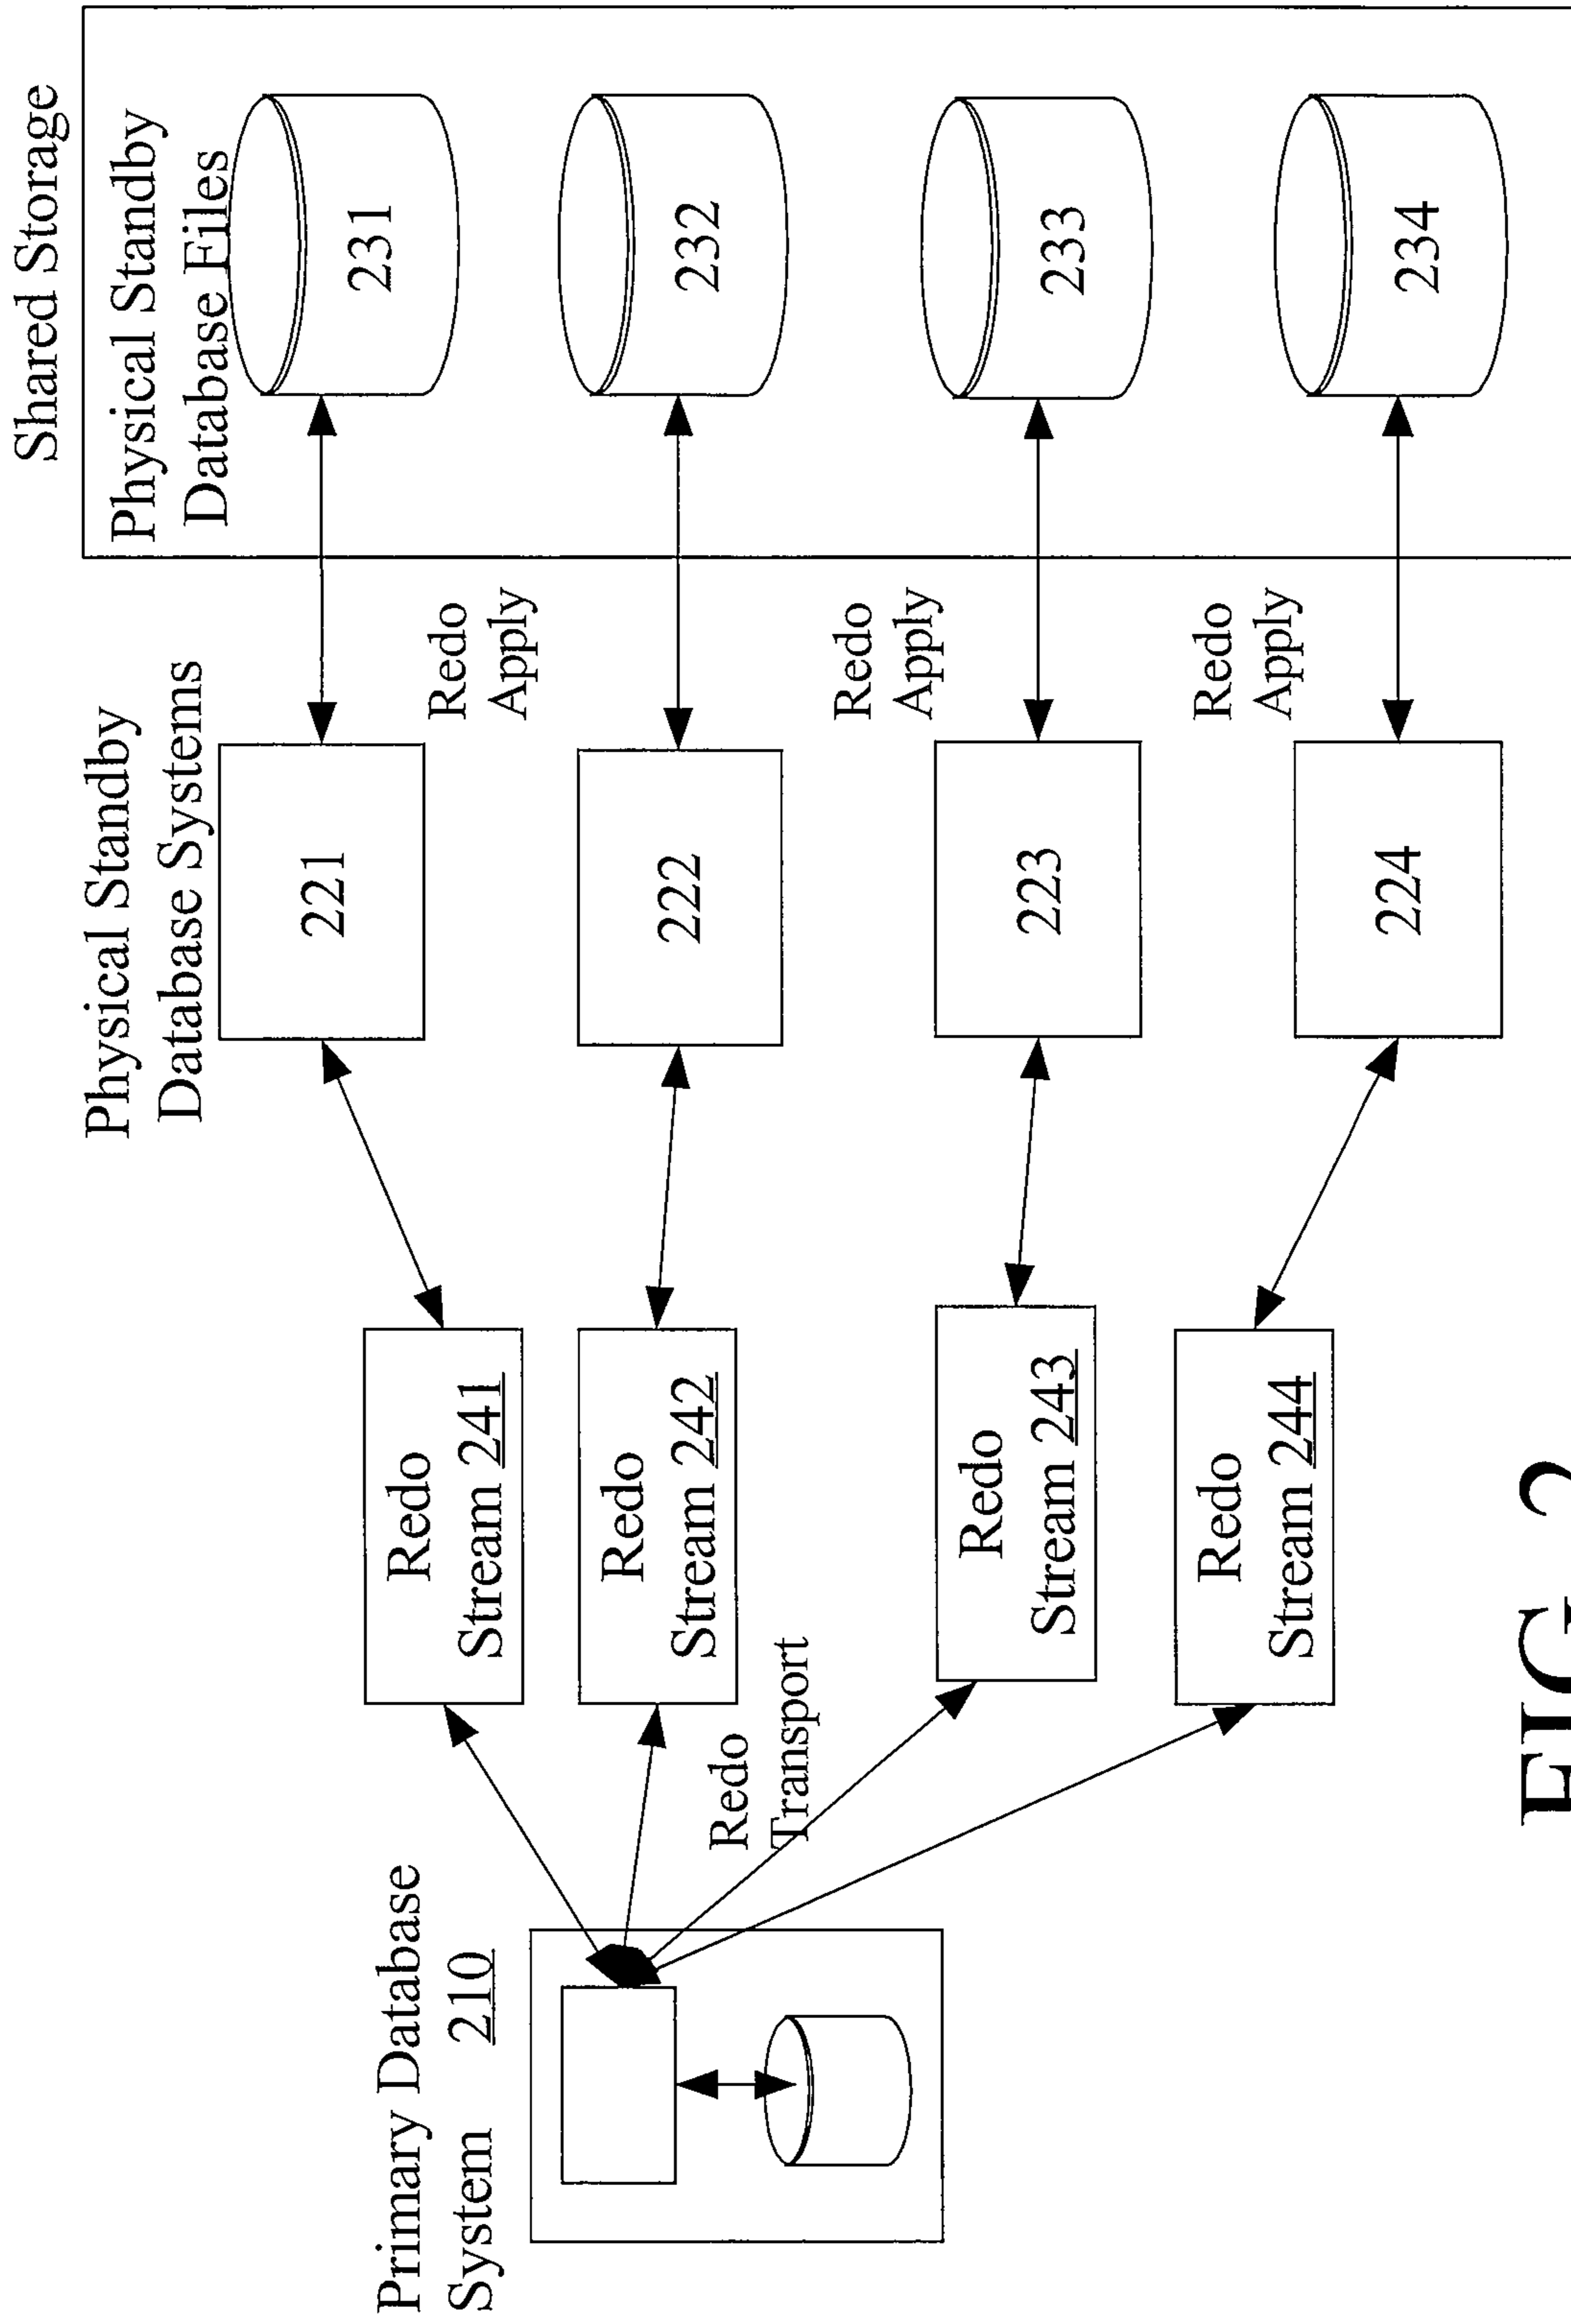 Shared Storage
Physical Standby
Database Files
231
232
233
234
Physical Standby
Database Systems
221
222
223
224
Redo
Apply
Redo
Apply
Redo
Apply
Redo
Stream 241
Redo
Stream 242
Redo
Stream 243
Redo
Stream 244
Redo
Transport
Primary Database
System 210
FIG. 2